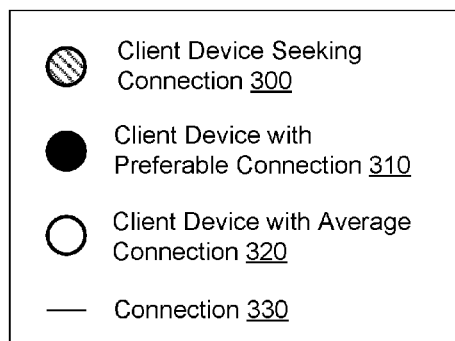 Client Device Seeking
Connection 300
Client Device with
Preferable Connection 310
Client Device with Average
Connection 320
Connection 330